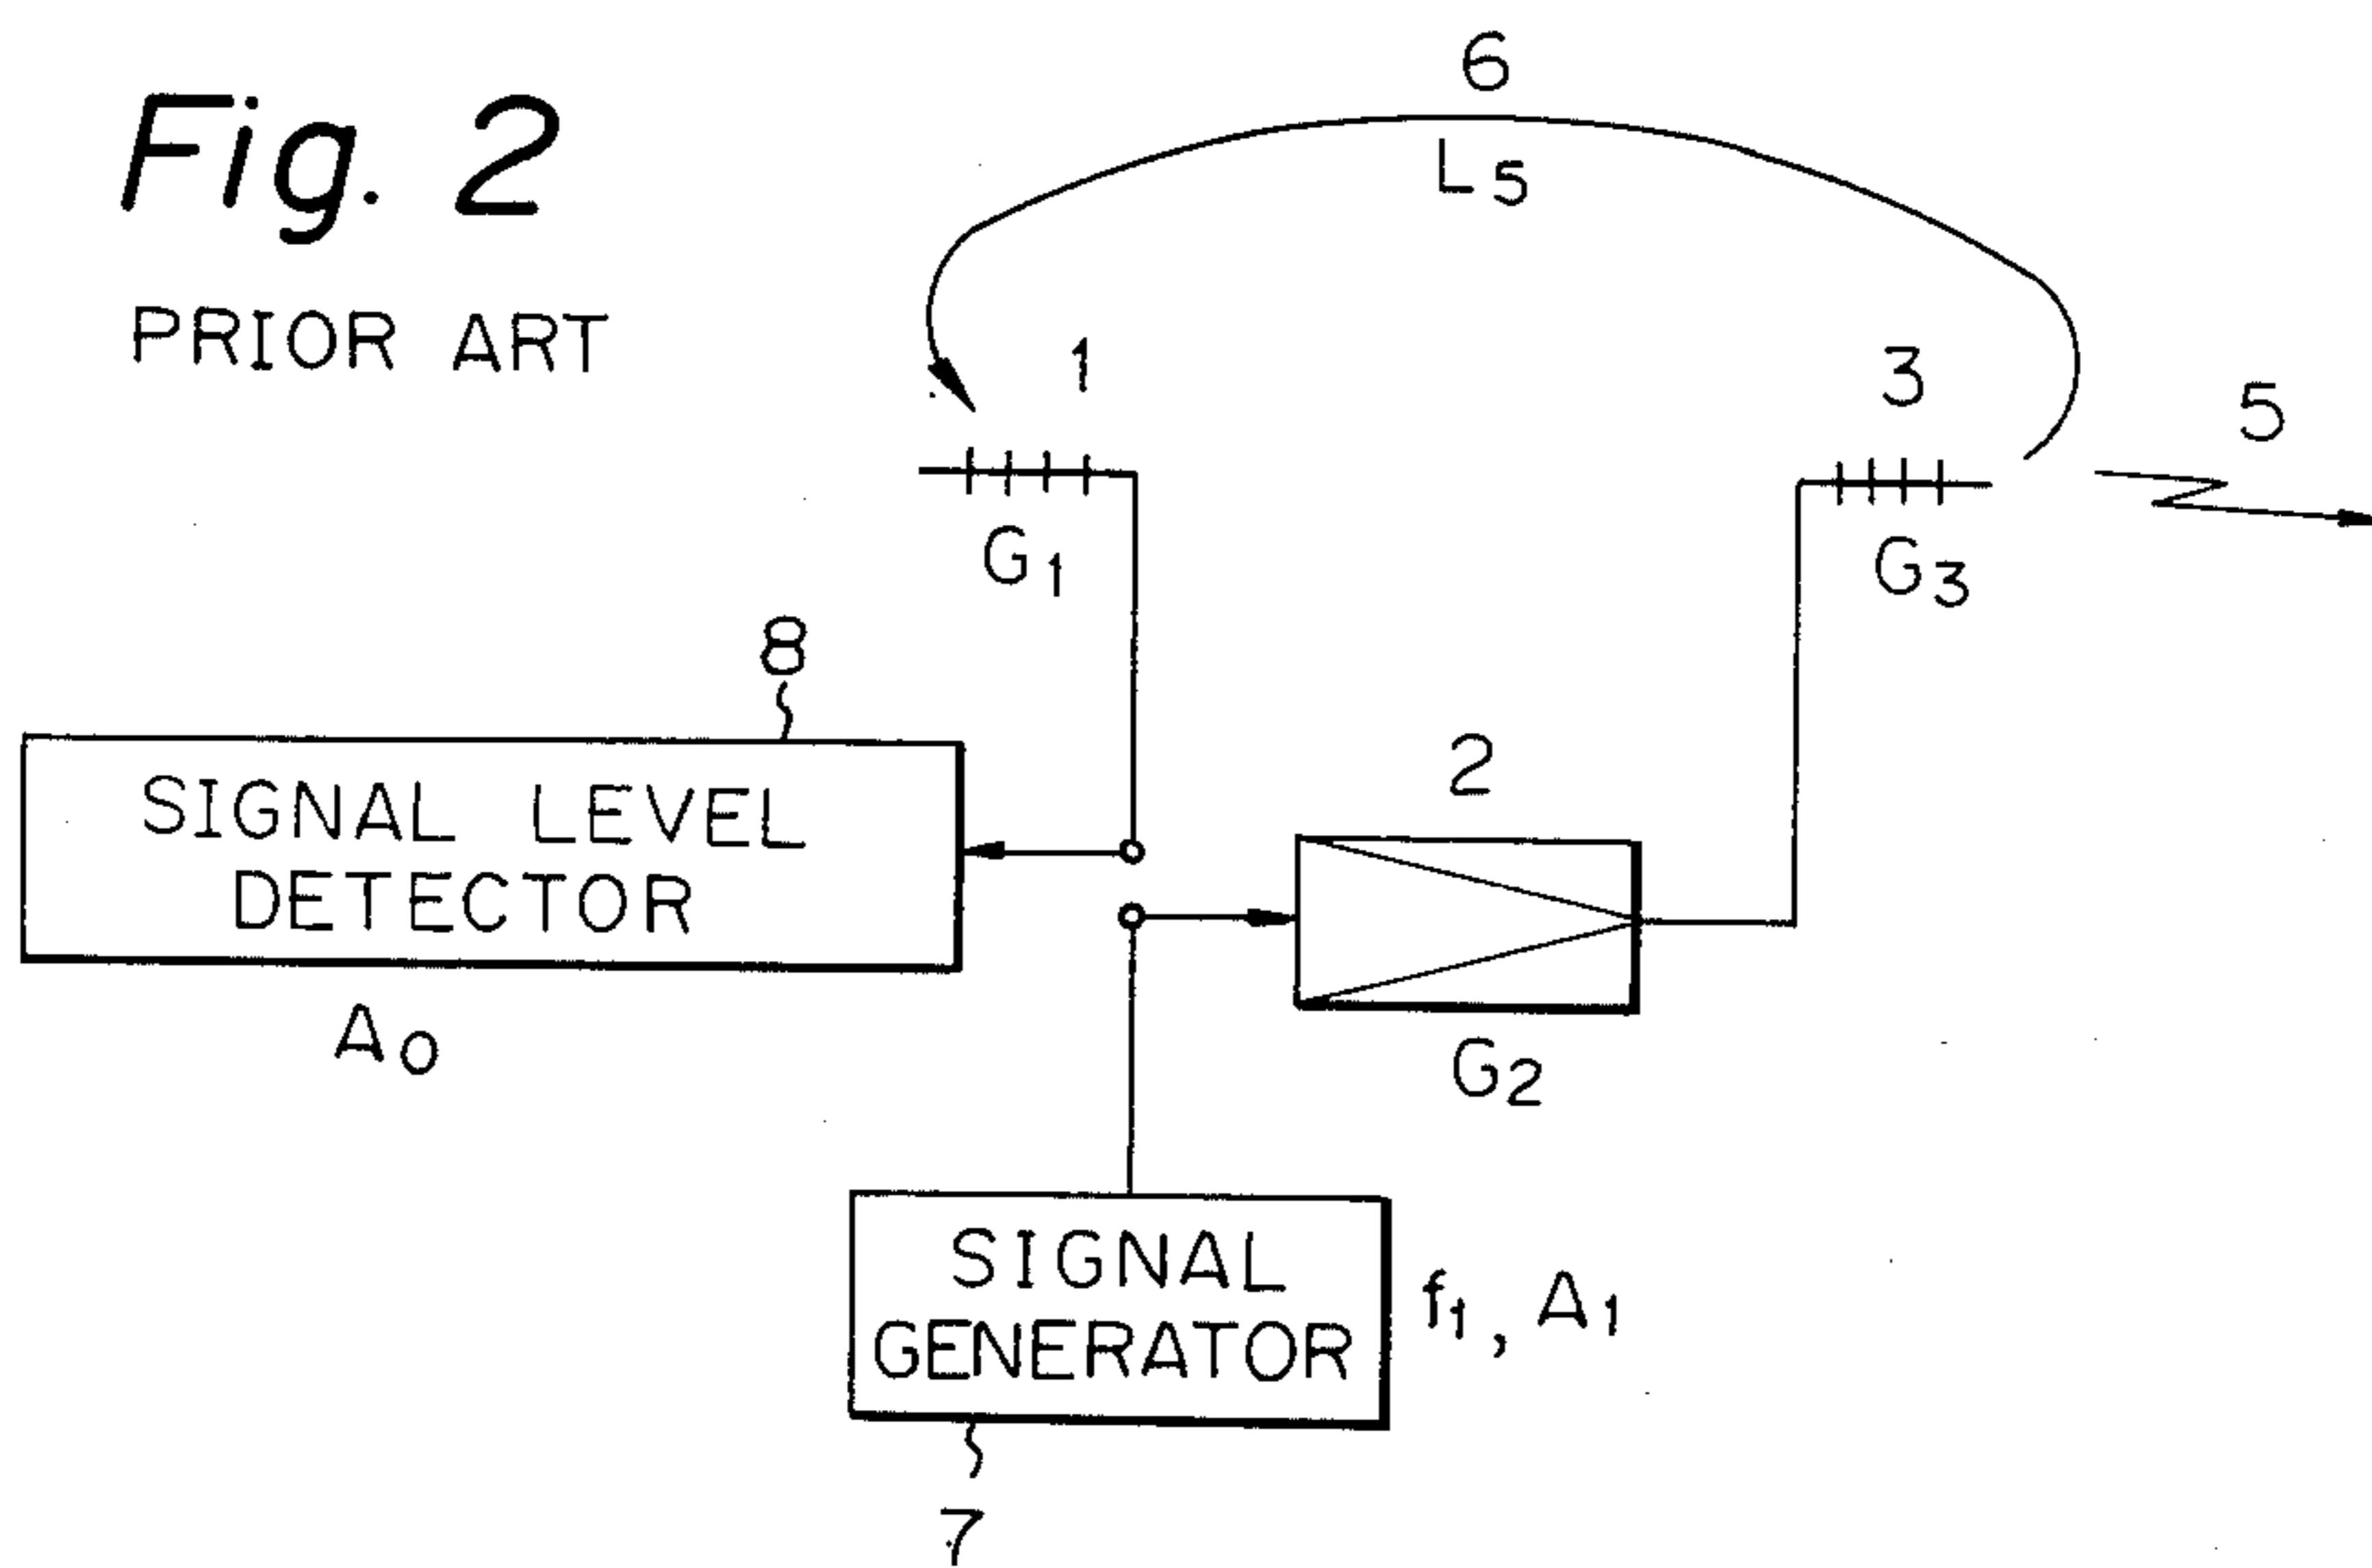 Fig. 2
PRIOR ART
6
L5
1
3
5
G1
G3
8
SIGNAL LEVEL
DETECTOR
2
A0
G2
SIGNAL
GENERATOR
f1, A1
7